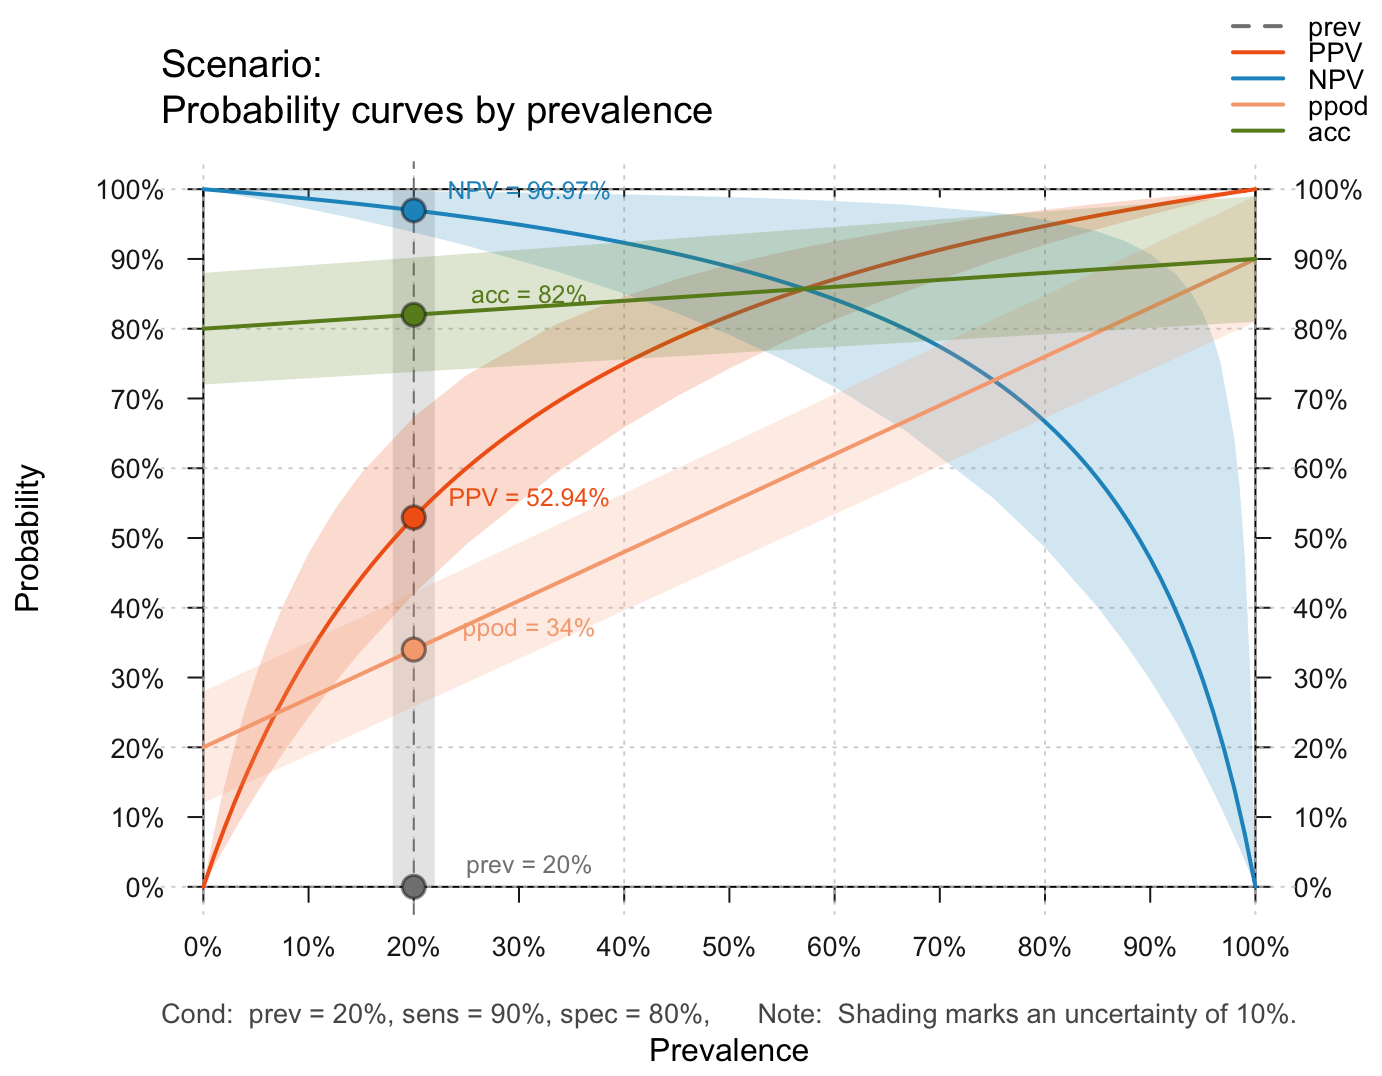 Scenario:
Probability curves by prevalence
prev
PPV
NPV
ppod
acc
100%
90%
80%
70%
60%
50%
40%
30%
20%
10%
0%
Probability
NPV = 96.97%
acc = 82%
PPV = 52.94%
ppod = 34%
prev = 20%
100%
90%
80%
70%
60%
50%
40%
30%
20%
10%
0%
0% 10% 20% 30% 40% 50% 60% 70% 80% 90% 100%
Cond: prev = 20%, sens = 90%, spec = 80%, Note: Shading marks an uncertainty of 10%.
Prevalence